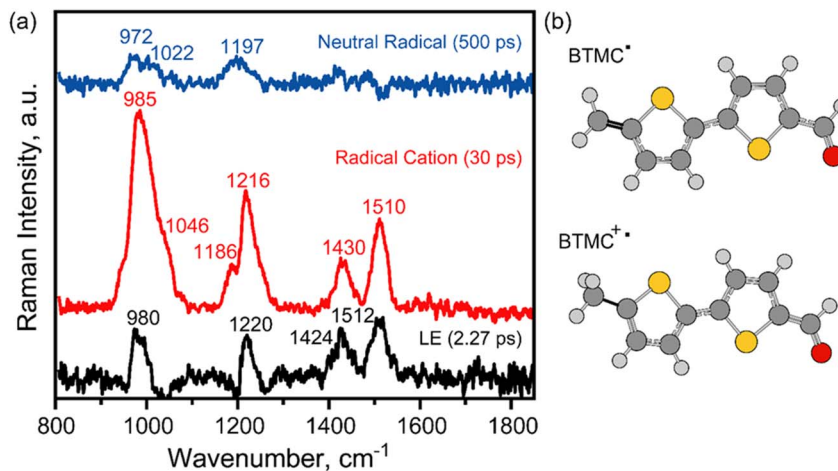 (a)
972
1022
1197
Neutral Radical (500 ps)
985
Radical Cation (30 ps)
1046
1186
1216
1430
1510
980
1220
1424
1512
LE (2.27 ps)
Raman Intensity, a.u.
800 1000 1200 1400 1600 1800
Wavenumber, cm⁻¹
(b)
BTMC•
BTMC+•